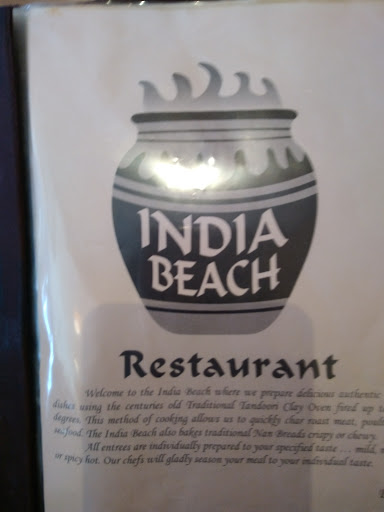 INDIA
BEACH
Restaurant
Welcome to the India Beach where we prepare delicious authentic
dishes using the centuries old Traditional Tandoori Clay Oven fired up
degrees. This method of cooking allows us to quickly char roast meat,
food. The India Beach also bakes traditional Nan Breads crispy or chewy.
All entrees are individually prepared to your specified taste ... mild,
or spicy hot. Our chefs will gladly season your meal to your individual taste.